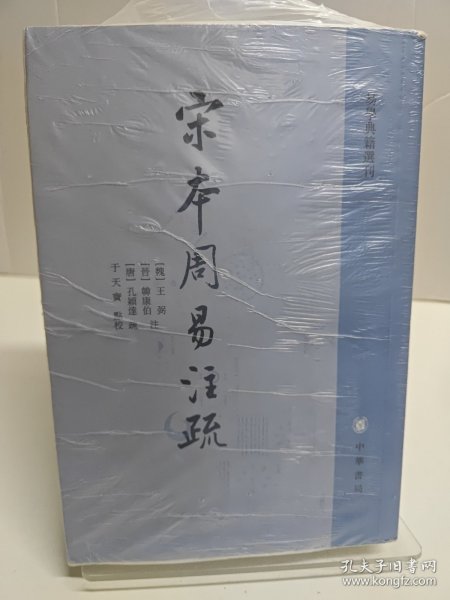 易學典籍選刊
宋本周易注疏
[魏] 王弼
[晉] 韓康伯 注
[唐] 孔穎達 疏
于天寶 點校
中華書局
孔夫子旧书网
www.kongfz.com